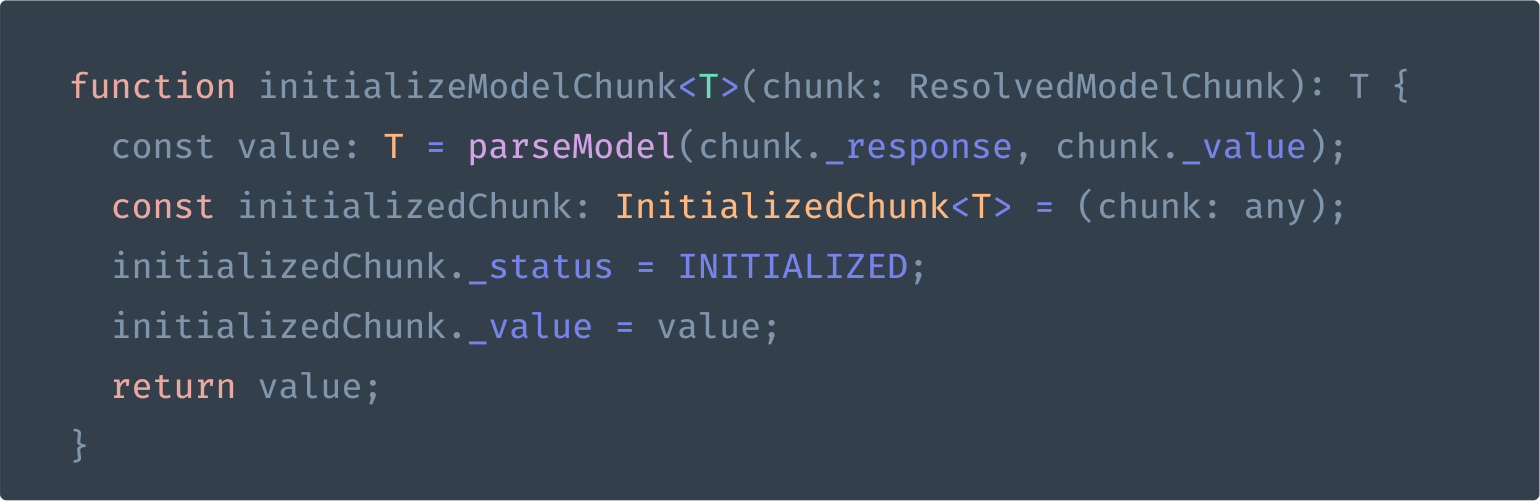 function initializeModelChunk<T>(chunk: ResolvedModelChunk): T {
  const value: T = parseModel(chunk._response, chunk._value);
  const initializedChunk: InitializedChunk<T> = (chunk: any);
  initializedChunk._status = INITIALIZED;
  initializedChunk._value = value;
  return value;
}